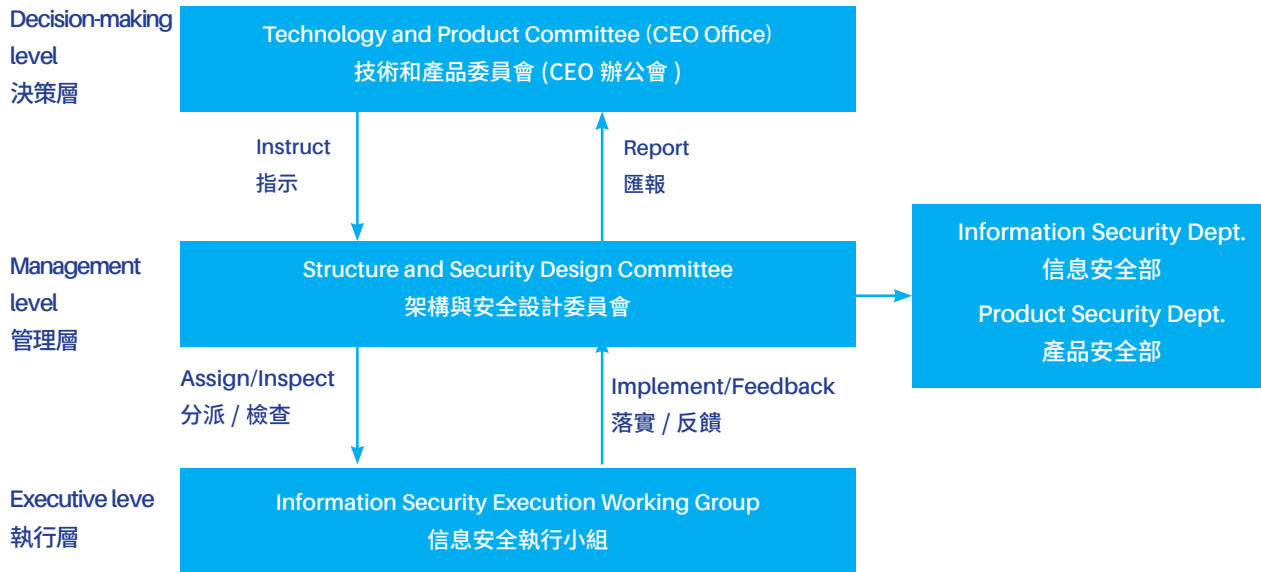 Decision-making
level
決策層
Technology and Product Committee (CEO Office)
技術和產品委員會 (CEO 辦公會 )
Instruct
指示
Report
匯報
Management
level
管理層
Structure and Security Design Committee
架構與安全設計委員會
Information Security Dept.
信息安全部
Product Security Dept.
產品安全部
Assign/Inspect
分派 / 檢查
Implement/Feedback
落實 / 反饋
Executive leve
執行層
Information Security Execution Working Group
信息安全執行小組